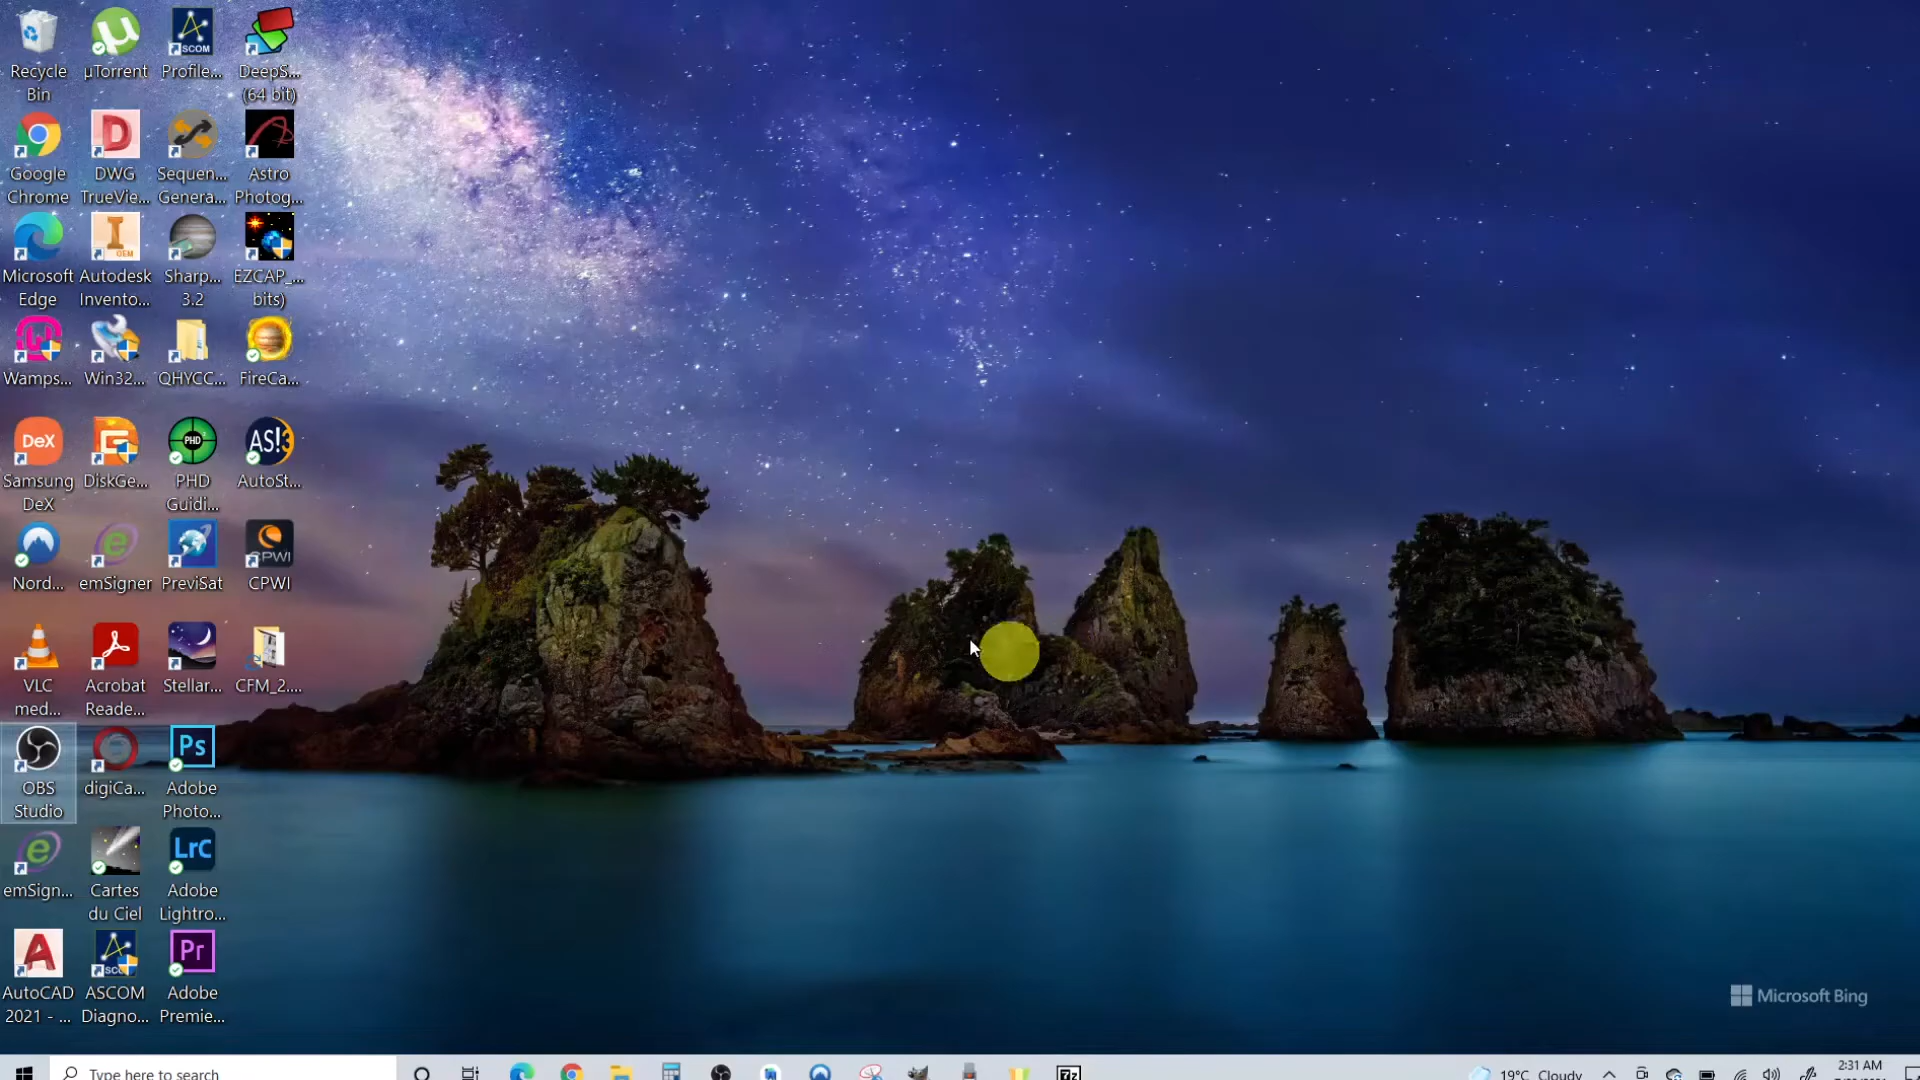 Recycle Bin
µTorrent
Profile...
DeepS... (64 bit)
Google Chrome
DWG TrueVie...
Sequen... Genera...
Astro Photog...
Microsoft Edge
Autodesk Invento...
Sharp... 3.2
EZCAP_... bits)
Wamps...
Win32...
QHYCC...
FireCa...
Samsung DeX
DiskGe...
PHD Guidi...
AutoSt...
Nord...
emSigner
PreviSat
CPWI
VLC med...
Acrobat Reade...
Stellar...
CFM_2....
OBS Studio
digiCa...
Adobe Photo...
emSign...
Cartes du Ciel
Adobe Lightro...
AutoCAD 2021 - ...
ASCOM Diagno...
Adobe Premie...
Microsoft Bing
Type here to search
19°C Cloudy
2:31 AM